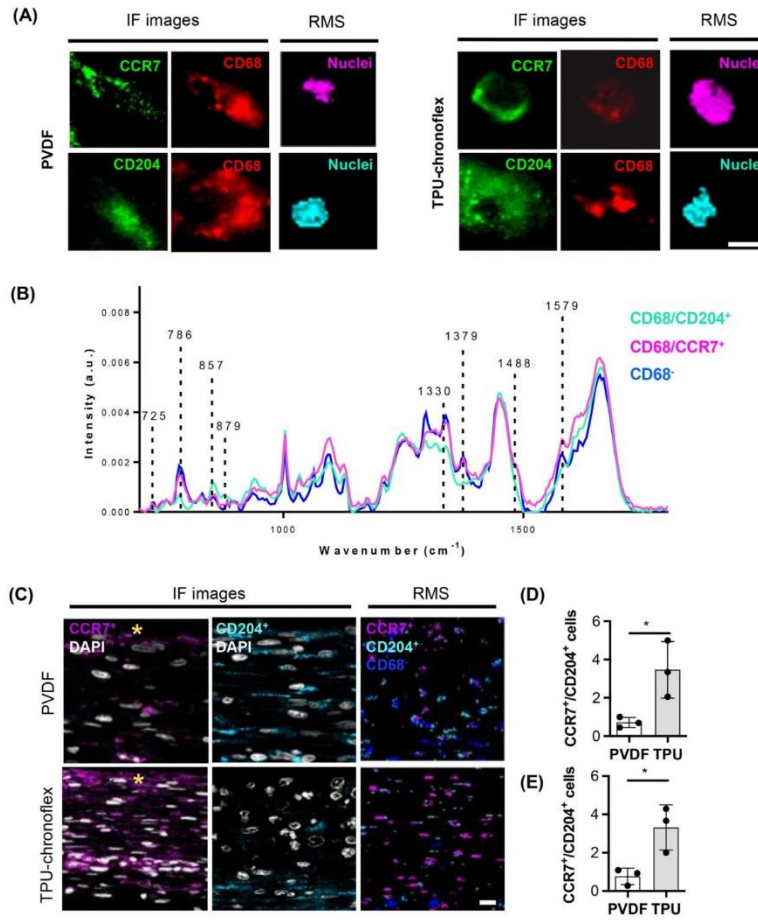 (A)
IF images RMS
CCR7 CD68 Nuclei
PVDF
CD204 CD68 Nuclei
IF images RMS
CCR7 CD68 Nuclei
TPU-chronoflex
CD204 CD68 Nuclei
(B)
Intensity (a.u.)
0.008
0.006
0.004
0.002
0.000
725
786
857
879
1330
1379
1488
1579
CD68/CD204⁺
CD68/CCR7⁺
CD68⁻
1000 1500
Wavenumber (cm⁻¹)
(C)
IF images RMS
PVDF
CCR7⁺ * CD204⁺ CCR7⁺
DAPI DAPI CD204⁺
CD68⁻
TPU-chronoflex
*
(D)
CCR7⁺/CD204⁺ cells
6
4
2
0
*
PVDF TPU
(E)
CCR7⁺/CD204⁺ cells
6
4
2
0
*
PVDF TPU